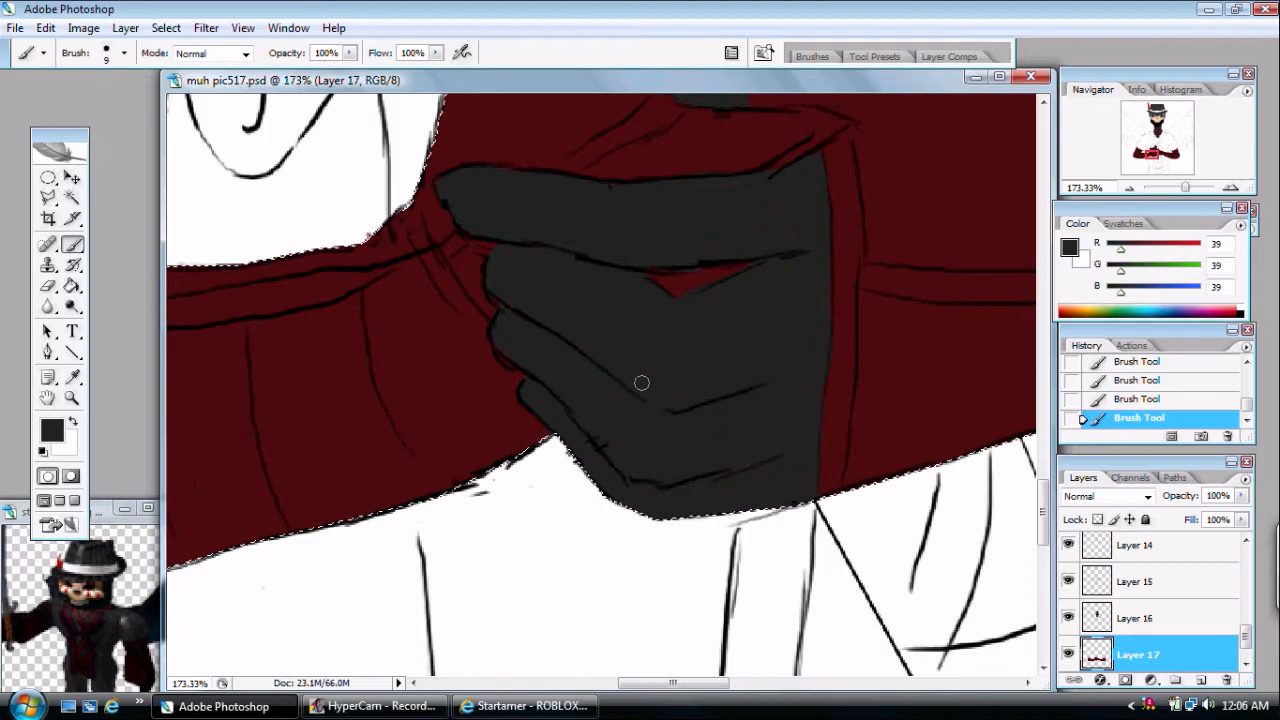 Adobe Photoshop
File Edit Image Layer Select Filter View Window Help
Brush: 9 Mode: Normal Opacity: 100% Flow: 100% Brushes Tool Presets Layer Comps
muh pic517.psd @ 173% (Layer 17, RGB/8)
Navigator Info Histogram
173.33%
Color Swatches
R 39
G 39
B 39
History Actions
Brush Tool
Brush Tool
Brush Tool
Brush Tool
Layers Channels Paths
Normal Opacity: 100%
Lock: Fill: 100%
Layer 14
Layer 15
Layer 16
Layer 17
173.33% Doc: 23.1M/66.0M
Adobe Photoshop HyperCam - Record... Startarner - ROBLOX... 12:06 AM